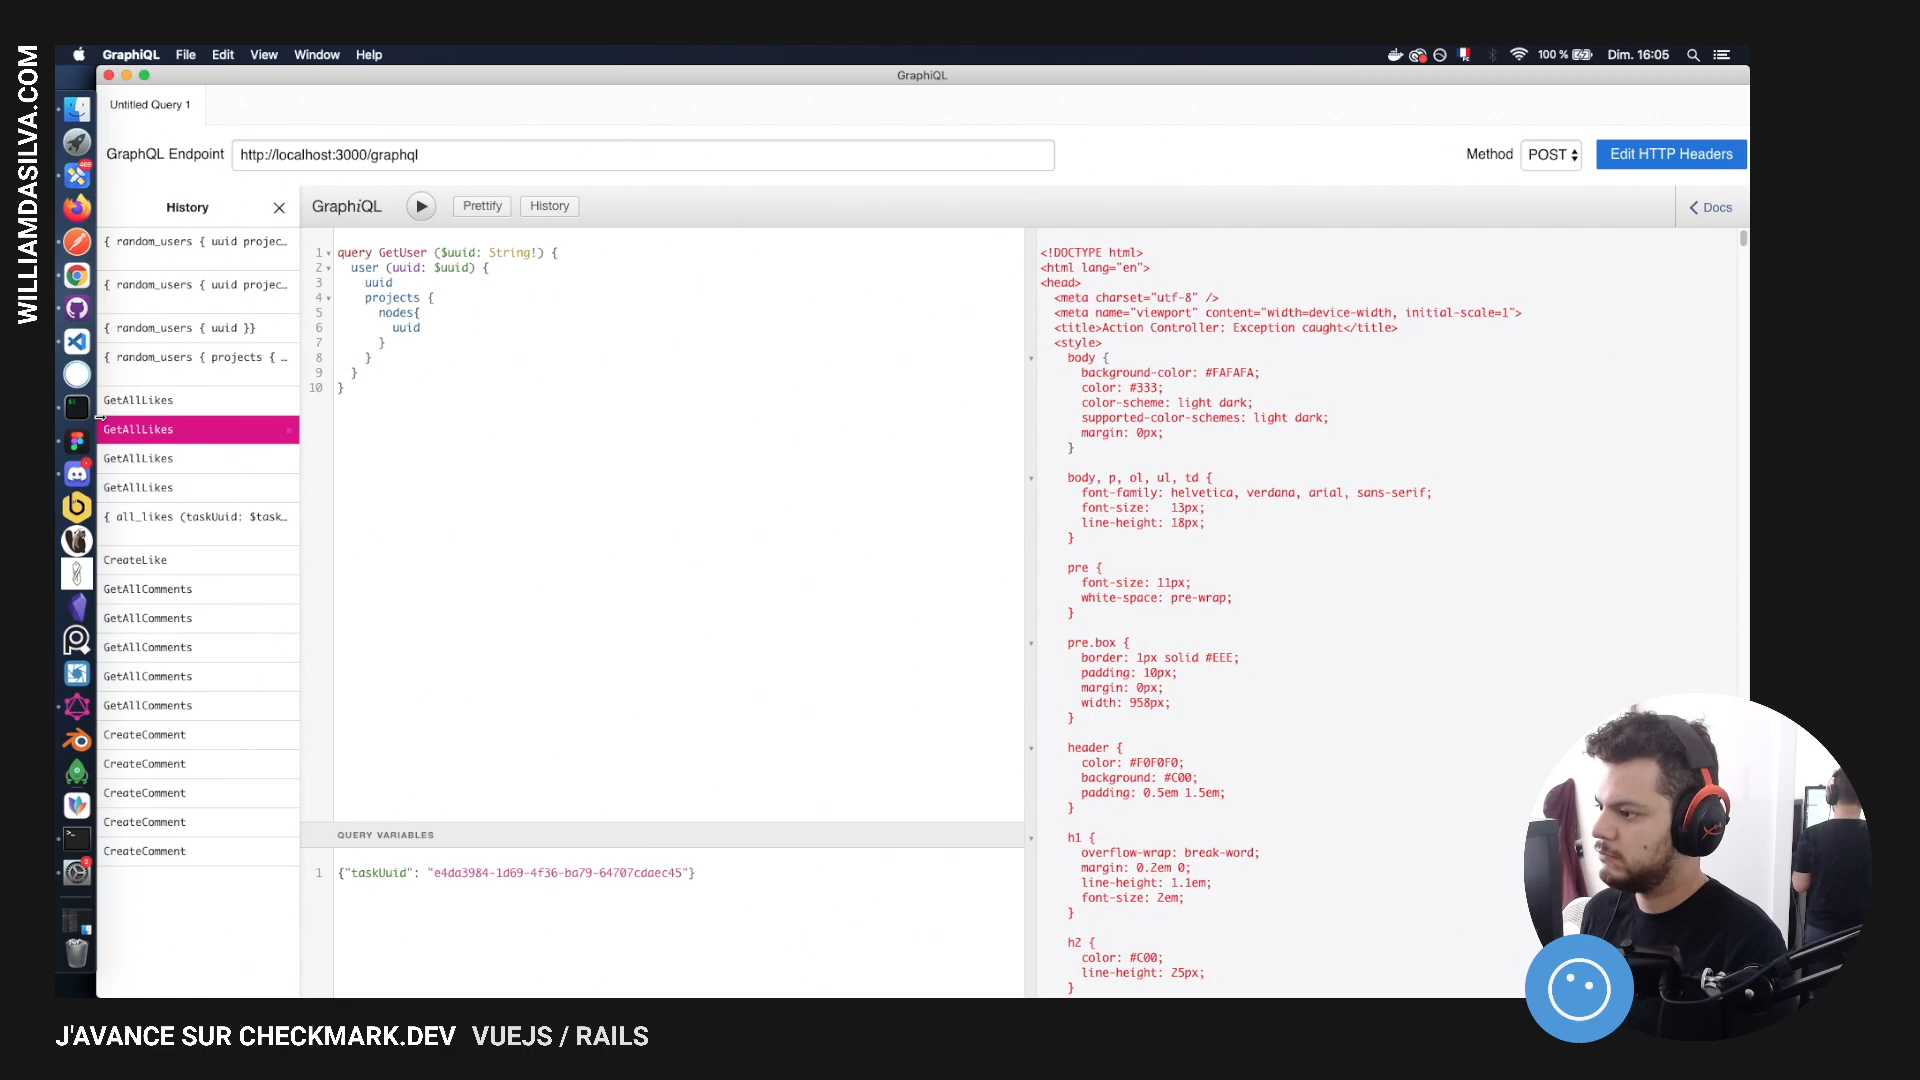 WILLIAMDASILVA.COM
GraphiQL File Edit View Window Help
100 % Dim. 16:05
GraphiQL
Untitled Query 1
GraphQL Endpoint http://localhost:3000/graphql
Method POST Edit HTTP Headers
History
GraphiQL Prettify History
Docs
{ random_users { uuid projec...
{ random_users { uuid projec...
{ random_users { uuid }}
{ random_users { projects { ...
GetAllLikes
GetAllLikes
GetAllLikes
GetAllLikes
{ all_likes (taskUuid: $task...
CreateLike
GetAllComments
GetAllComments
GetAllComments
GetAllComments
GetAllComments
CreateComment
CreateComment
CreateComment
CreateComment
CreateComment
1 query GetUser ($uuid: String!) {
2 user (uuid: $uuid) {
3 uuid
4 projects {
5 nodes{
6 uuid
7 }
8 }
9 }
10 }
QUERY VARIABLES
1 {"taskUuid": "e4da3984-1d69-4f36-ba79-64707cdaec45"}
<!DOCTYPE html>
<html lang="en">
<head>
<meta charset="utf-8" />
<meta name="viewport" content="width=device-width, initial-scale=1">
<title>Action Controller: Exception caught</title>
<style>
body {
background-color: #FAFAFA;
color: #333;
color-scheme: light dark;
supported-color-schemes: light dark;
margin: 0px;
}
body, p, ol, ul, td {
font-family: helvetica, verdana, arial, sans-serif;
font-size: 13px;
line-height: 18px;
}
pre {
font-size: 11px;
white-space: pre-wrap;
}
pre.box {
border: 1px solid #EEE;
padding: 10px;
margin: 0px;
width: 958px;
}
header {
color: #F0F0F0;
background: #C00;
padding: 0.5em 1.5em;
}
h1 {
overflow-wrap: break-word;
margin: 0.2em 0;
line-height: 1.1em;
font-size: 2em;
}
h2 {
color: #C00;
line-height: 25px;
}
J'AVANCE SUR CHECKMARK.DEV VUEJS / RAILS